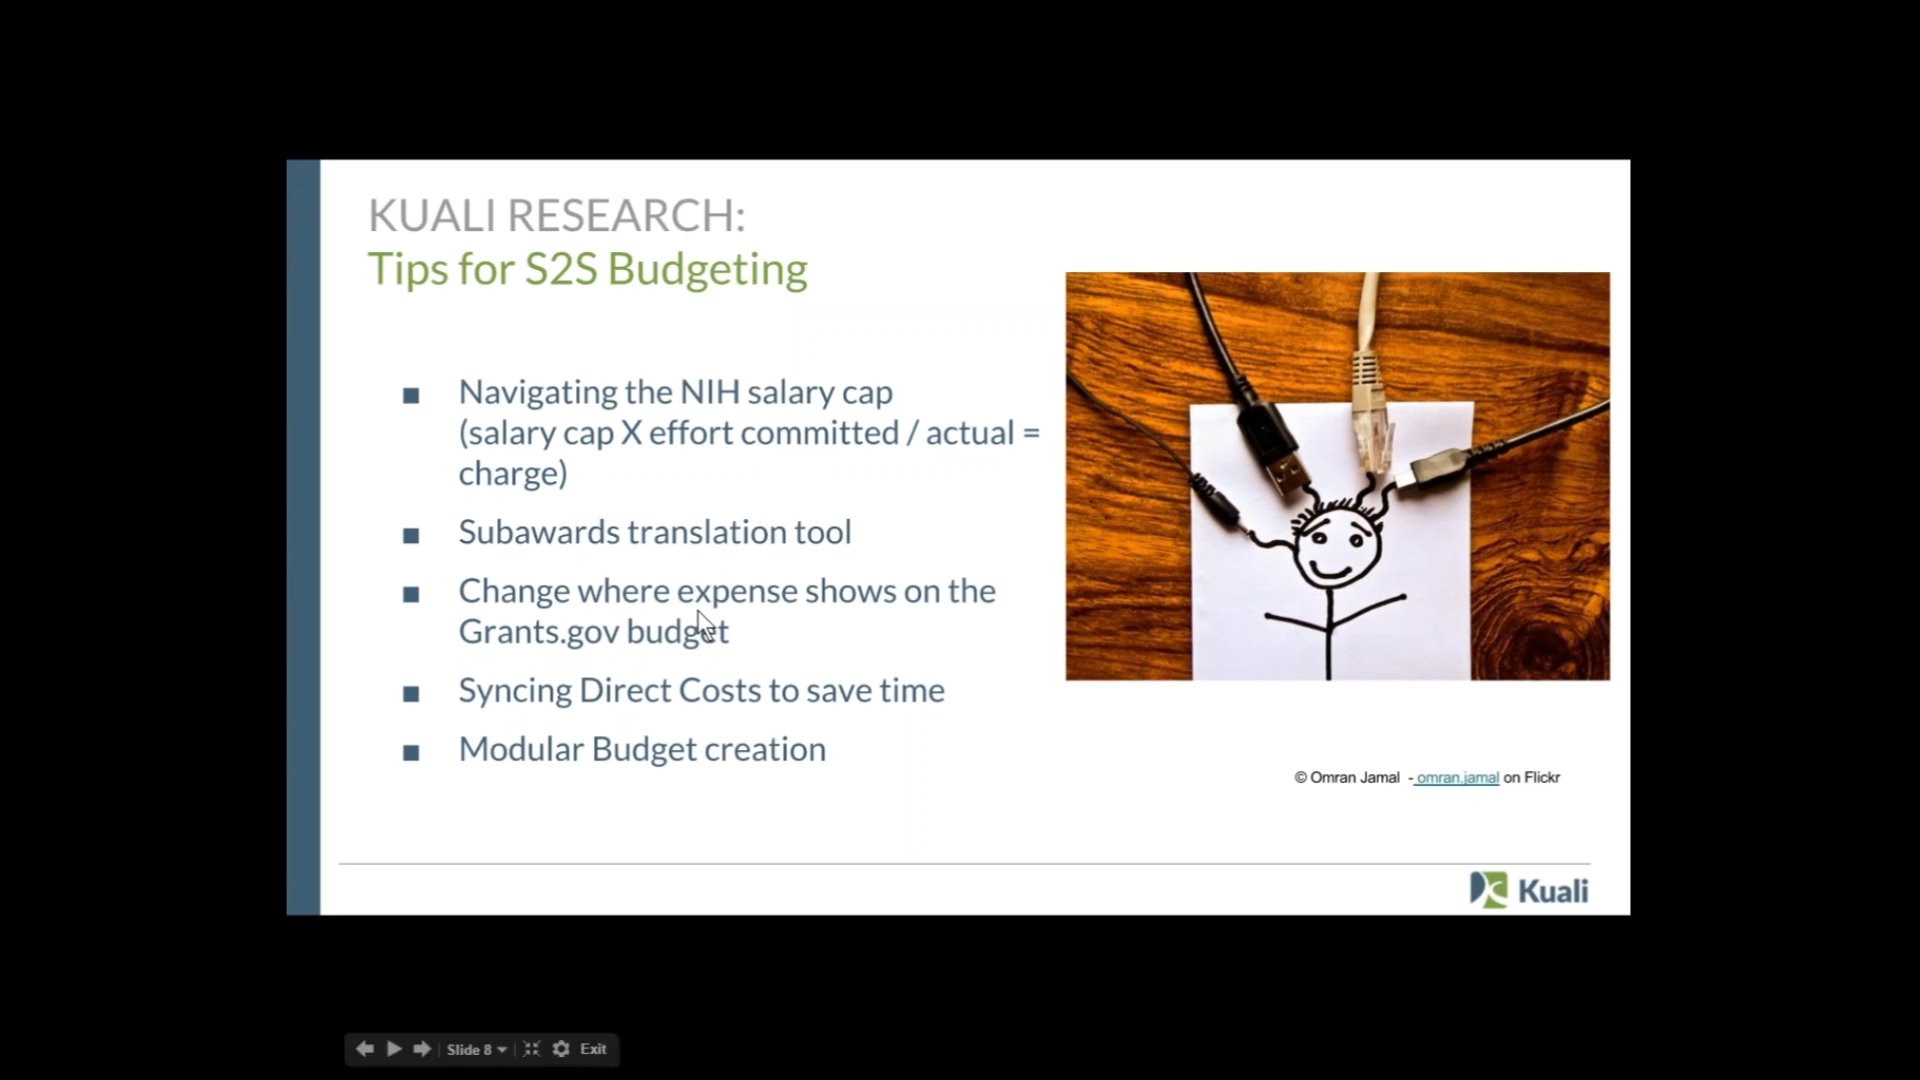 KUALI RESEARCH:
Tips for S2S Budgeting
■ Navigating the NIH salary cap
(salary cap X effort committed / actual =
charge)
■ Subawards translation tool
■ Change where expense shows on the
Grants.gov budget
■ Syncing Direct Costs to save time
■ Modular Budget creation
© Omran Jamal - omran.jamal on Flickr
Kuali
Slide 8 Exit